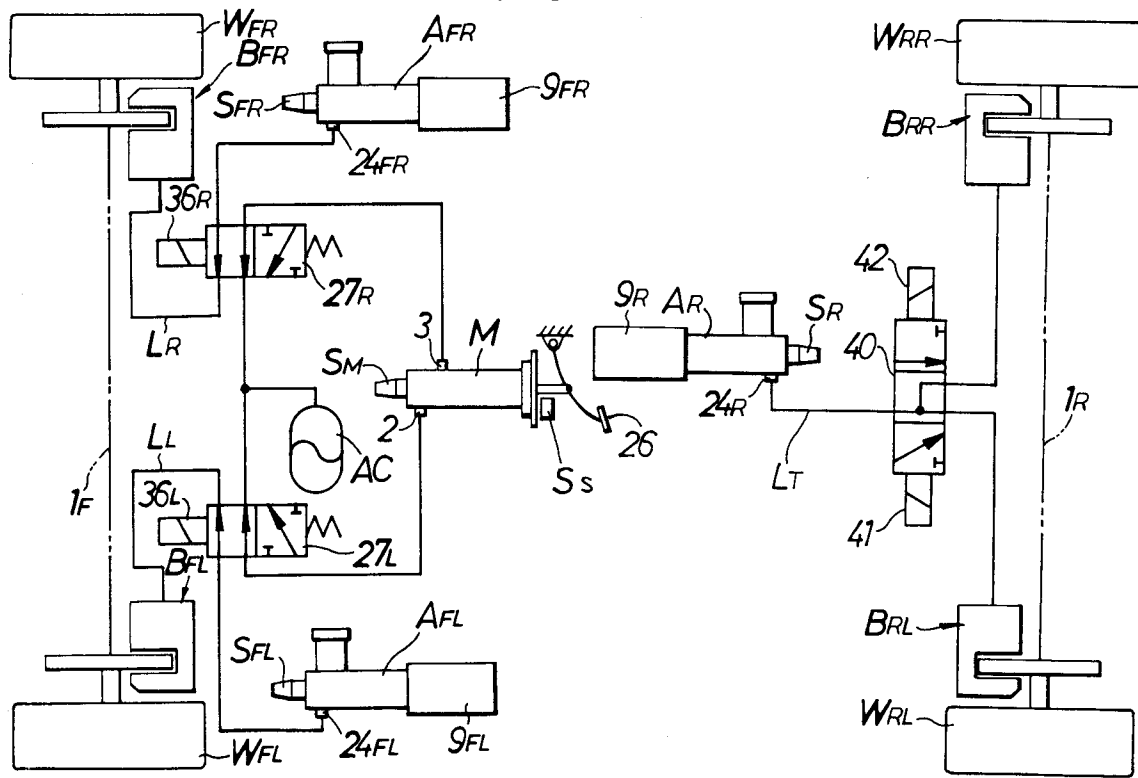 WFR
BFR
AFR
9FR
SFR
24FR
36R
27R
LR
3
M
SM
2
AC
SS
26
LL
1F
36L
27L
BFL
AFL
SFL
24FL
9FL
WFL
WRR
BRR
42
9R
AR
SR
40
24R
LT
1R
41
BRL
WRL